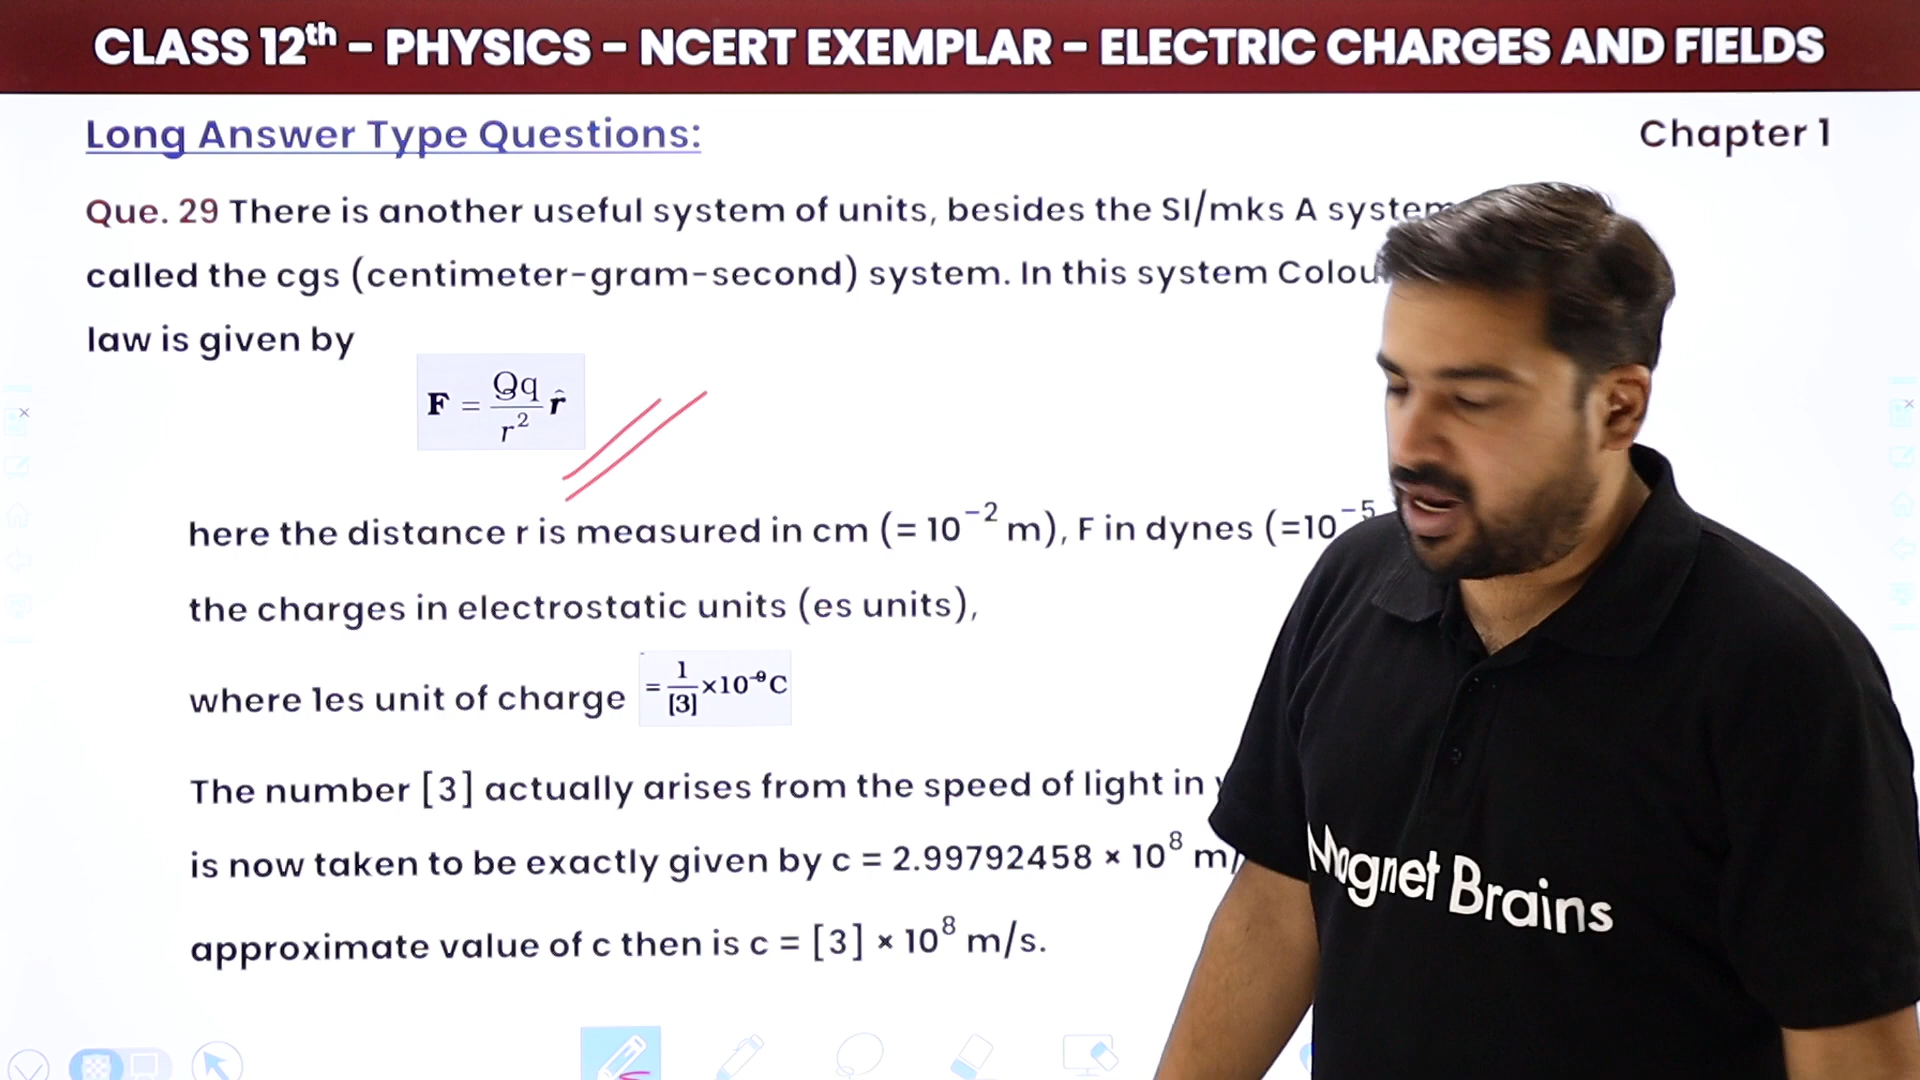 CLASS 12th – PHYSICS – NCERT EXEMPLAR – ELECTRIC CHARGES AND FIELDS
Long Answer Type Questions:
Chapter 1
Que. 29 There is another useful system of units, besides the SI/mks A system
called the cgs (centimeter-gram-second) system. In this system
law is given by
F = Qq/r² r̂
here the distance r is measured in cm (= 10⁻² m), F in dynes (=10⁻⁵
the charges in electrostatic units (es units),
where 1es unit of charge = 1/[3] ×10⁻⁹C
The number [3] actually arises from the speed of light in
is now taken to be exactly given by c = 2.99792458 × 10⁸ m/
approximate value of c then is c = [3] × 10⁸ m/s.
Magnet Brains